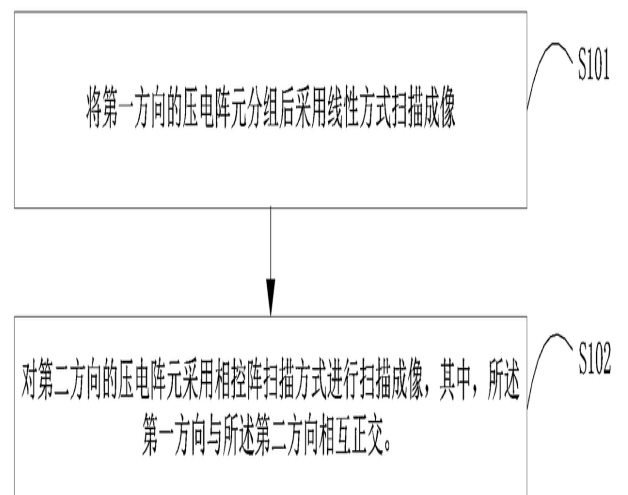 将第一方向的压电阵元分组后采用线性方式扫描成像
S101
对第二方向的压电阵元采用相控阵扫描方式进行扫描成像，其中，所述
第一方向与所述第二方向相互正交。
S102